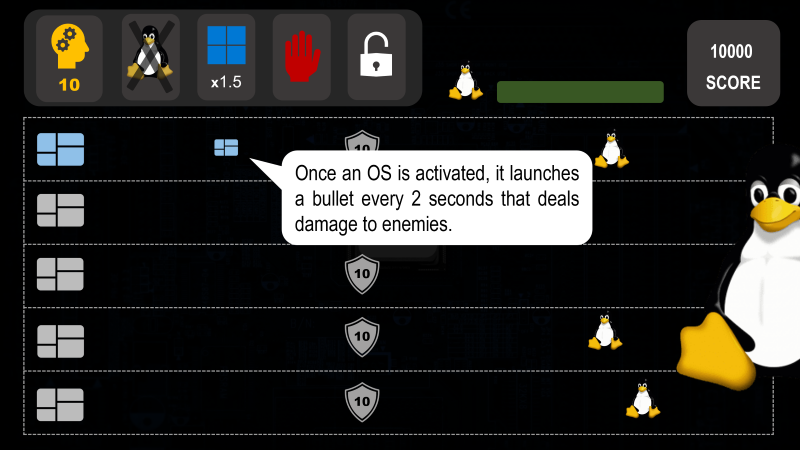 10
x1.5
10000
SCORE
10
Once an OS is activated, it launches
a bullet every 2 seconds that deals
damage to enemies.
10
10
10